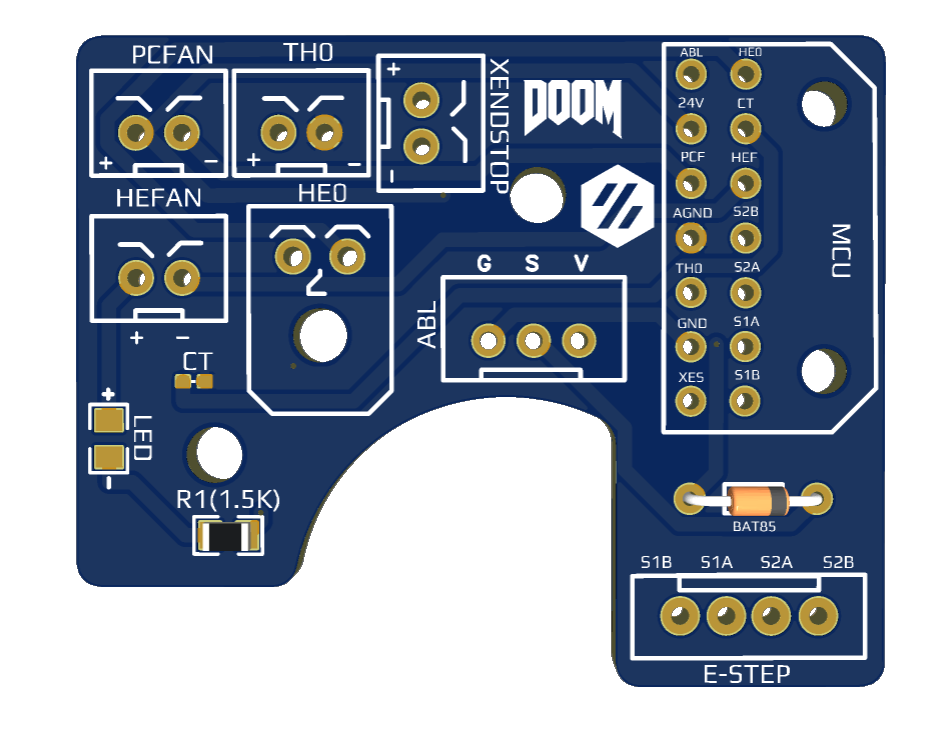 PCFAN
TH0
XENDSTOP
DOOM
+ -
+ -
+
-
HEFAN
HE0
+ -
CT
+
LED
-
R1(1.5K)
G S V
ABL
ABL HE0
24V CT
PCF HEF
AGND S2B
TH0 S2A
GND S1A
XES S1B
MCU
BAT85
S1B S1A S2A S2B
E-STEP